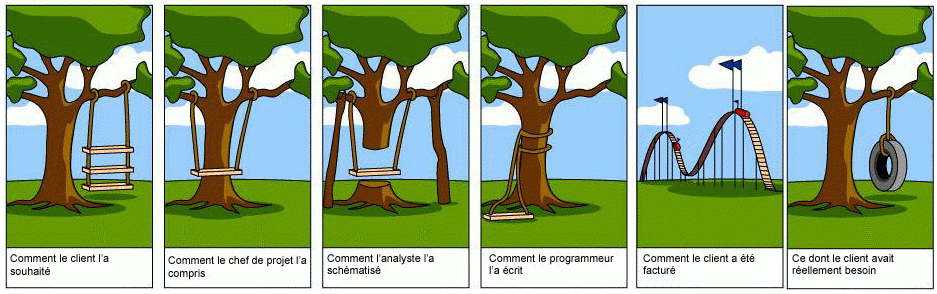 Comment le client l'a
souhaité
Comment le chef de projet l'a
compris
Comment l'analyste l'a
schématisé
Comment le programmeur
l'a écrit
Comment le client a été
facturé
Ce dont le client avait
réellement besoin